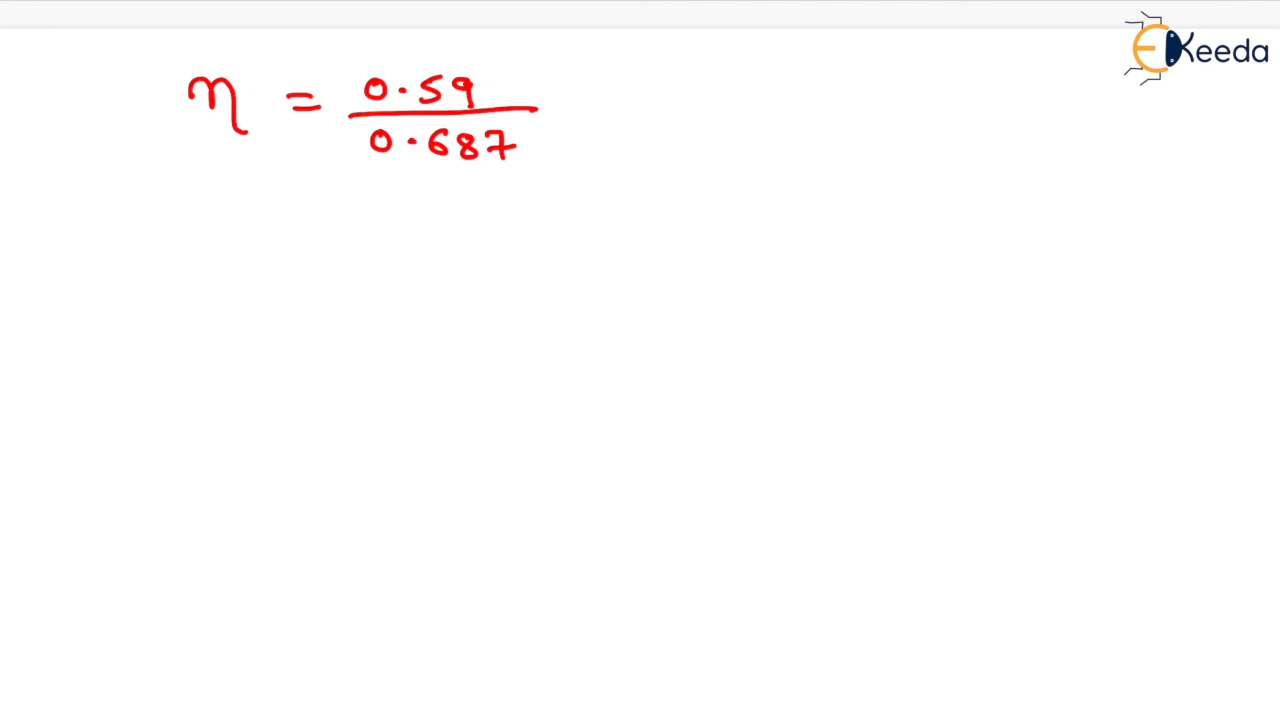 EKeeda
η = 0.59
0.687